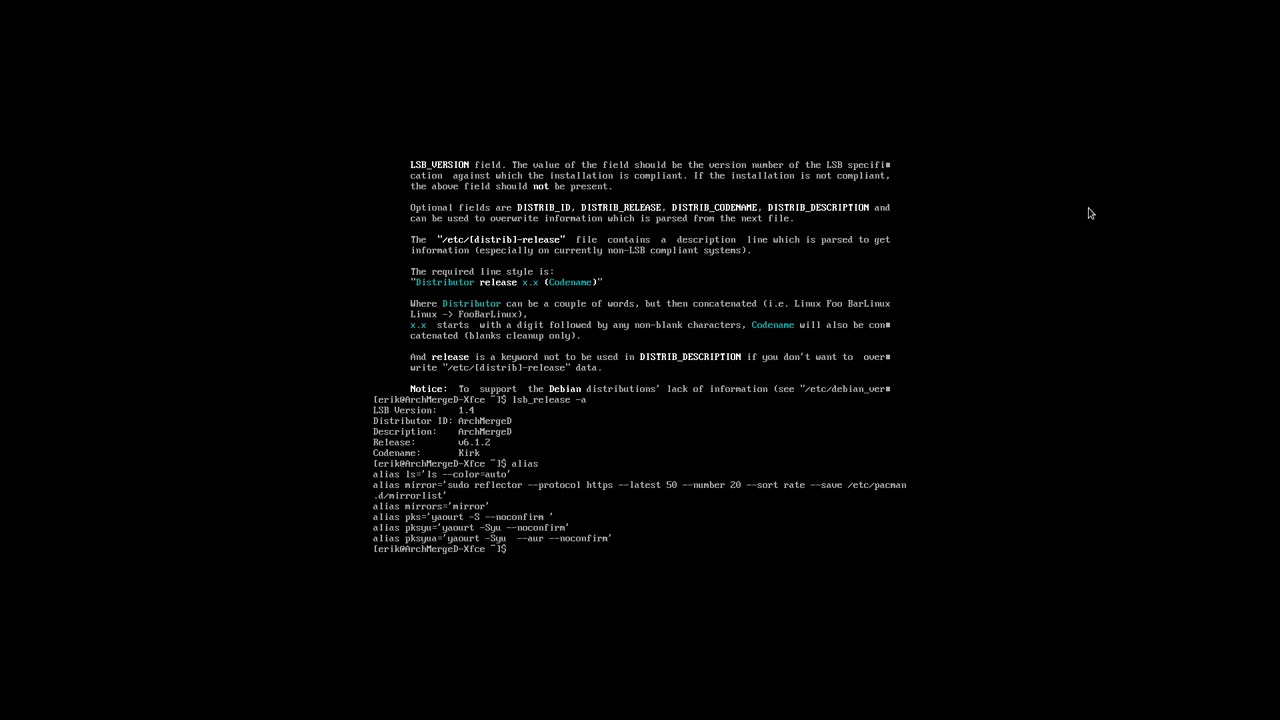 LSB_VERSION field. The value of the field should be the version number of the LSB specifi■
cation  against which the installation is compliant. If the installation is not compliant,
the above field should not be present.
Optional fields are DISTRIB_ID, DISTRIB_RELEASE, DISTRIB_CODENAME, DISTRIB_DESCRIPTION and
can be used to overwrite information which is parsed from the next file.
The  "/etc/[distrib]-release"  file  contains  a  description  line which is parsed to get
information (especially on currently non-LSB compliant systems).
The required line style is:
"Distributor release x.x (Codename)"
Where Distributor can be a couple of words, but then concatenated (i.e. Linux Foo BarLinux
Linux -> FooBarLinux),
x.x  starts  with a digit followed by any non-blank characters, Codename will also be con■
catenated (blanks cleanup only).
And release is a keyword not to be used in DISTRIB_DESCRIPTION if you don't want to  over■
write "/etc/[distrib]-release" data.
Notice:  To  support  the Debian distributions' lack of information (see "/etc/debian_ver■
[erik@ArchMergeD-Xfce ~]$ lsb_release -a
LSB Version:    1.4
Distributor ID: ArchMergeD
Description:    ArchMergeD
Release:        v6.1.2
Codename:       Kirk
[erik@ArchMergeD-Xfce ~]$ alias
alias ls='ls --color=auto'
alias mirror='sudo reflector --protocol https --latest 50 --number 20 --sort rate --save /etc/pacman
.d/mirrorlist'
alias mirrors='mirror'
alias pks='yaourt -S --noconfirm '
alias pksyu='yaourt -Syu --noconfirm'
alias pksyua='yaourt -Syu  --aur --noconfirm'
[erik@ArchMergeD-Xfce ~]$